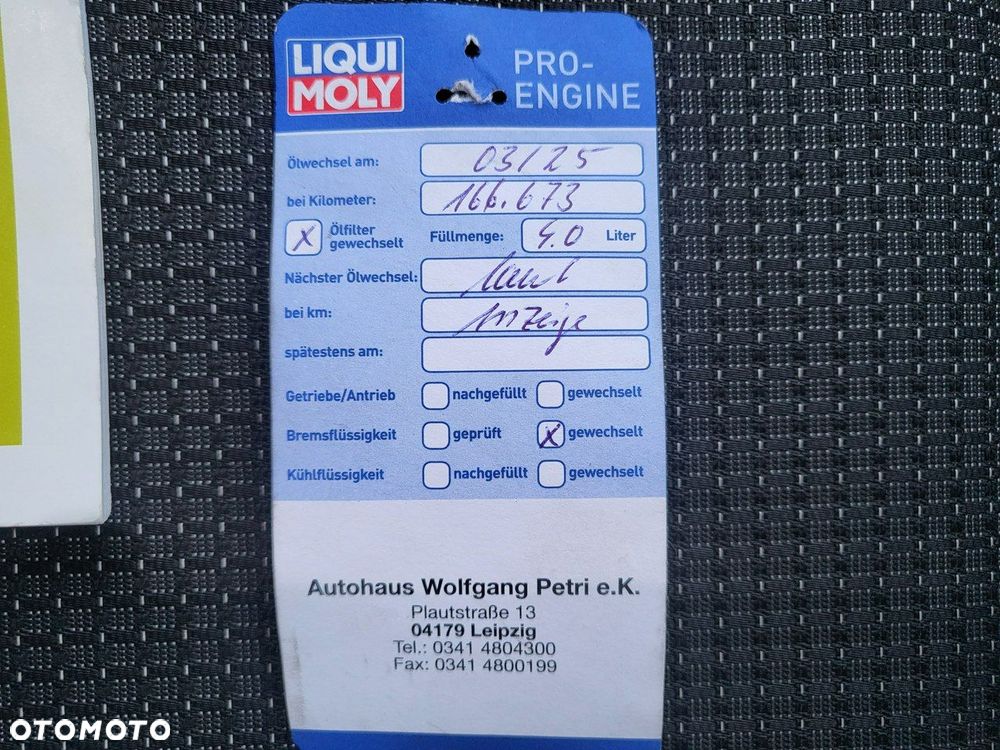 LIQUI
MOLY
PRO-
ENGINE
Ölwechsel am: 03/25
bei Kilometer: 166.673
X Ölfilter
gewechselt Füllmenge: 4.0 Liter
Nächster Ölwechsel: laut
bei km: Anzeige
spätestens am:
Getriebe/Antrieb nachgefüllt gewechselt
Bremsflüssigkeit geprüft X gewechselt
Kühlflüssigkeit nachgefüllt gewechselt
Autohaus Wolfgang Petri e.K.
Plautstraße 13
04179 Leipzig
Tel.: 0341 4804300
Fax: 0341 4800199
OTOMOTO